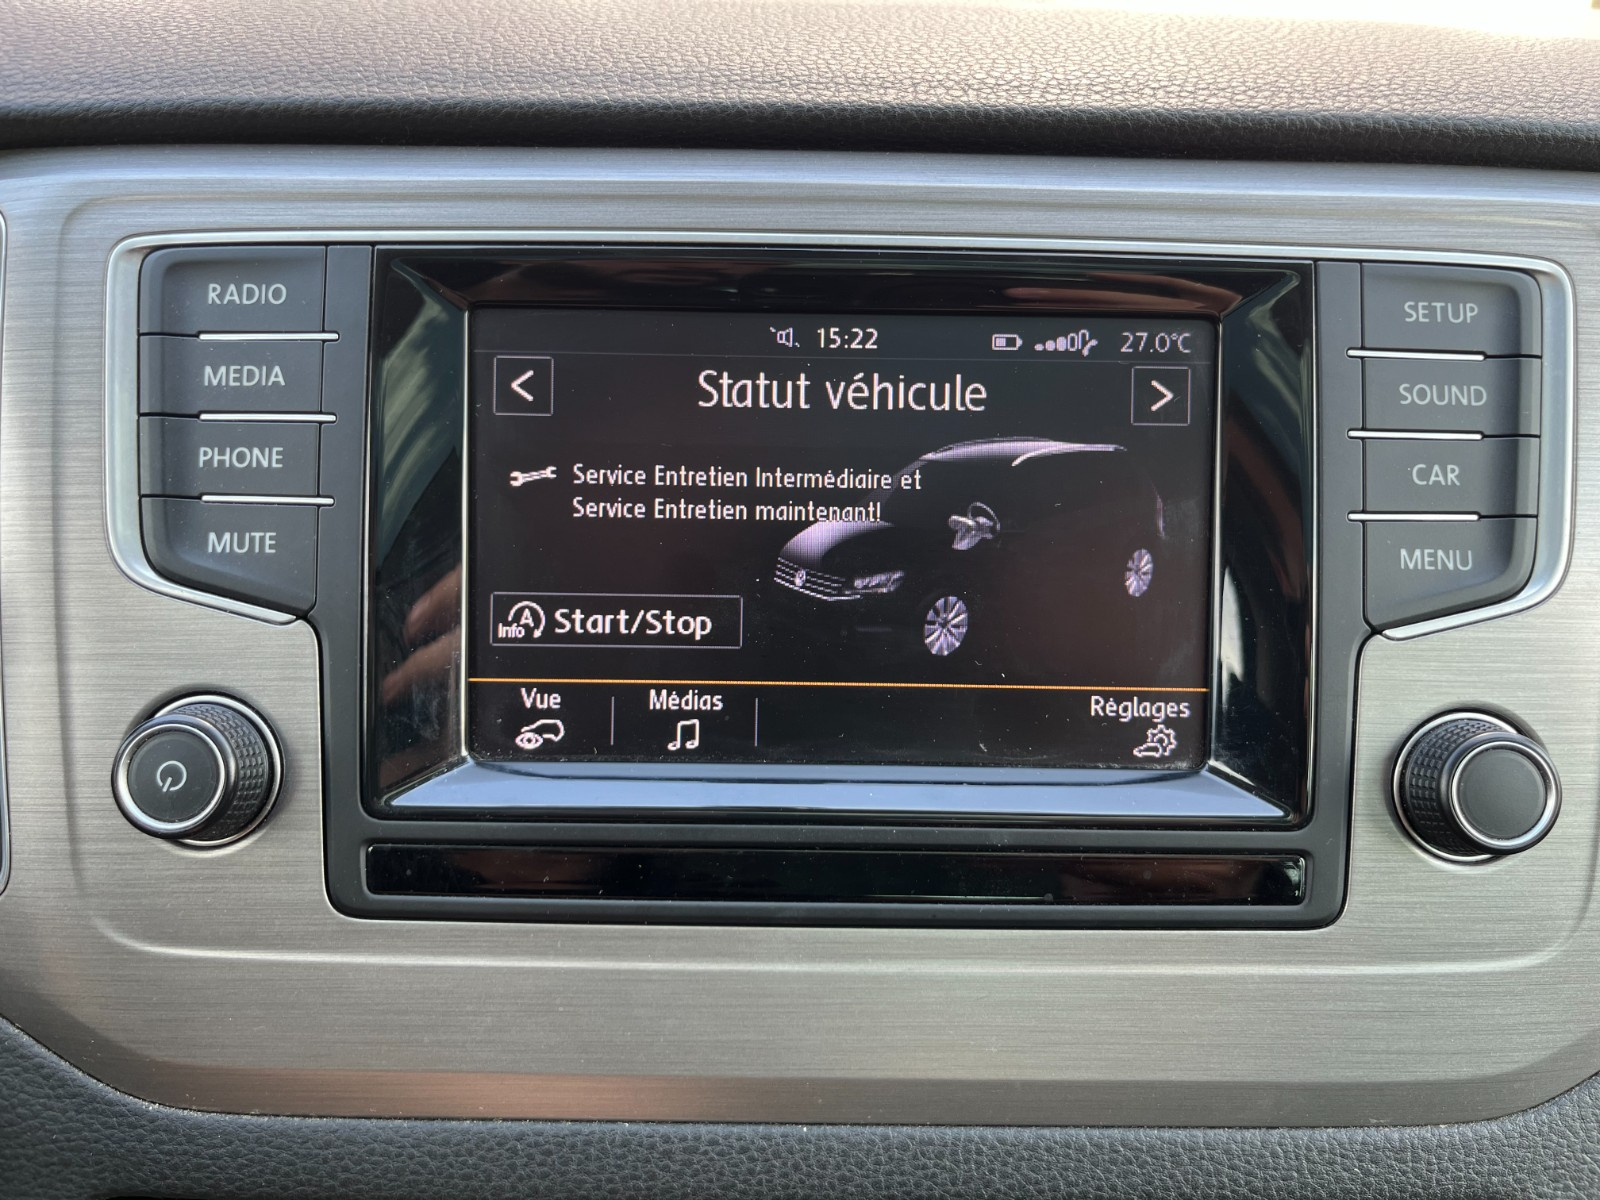 RADIO
MEDIA
PHONE
MUTE
15:22
27.0°C
Statut véhicule
Service Entretien Intermédiaire et
Service Entretien maintenant!
A
Info
Start/Stop
Vue
Médias
Réglages
SETUP
SOUND
CAR
MENU